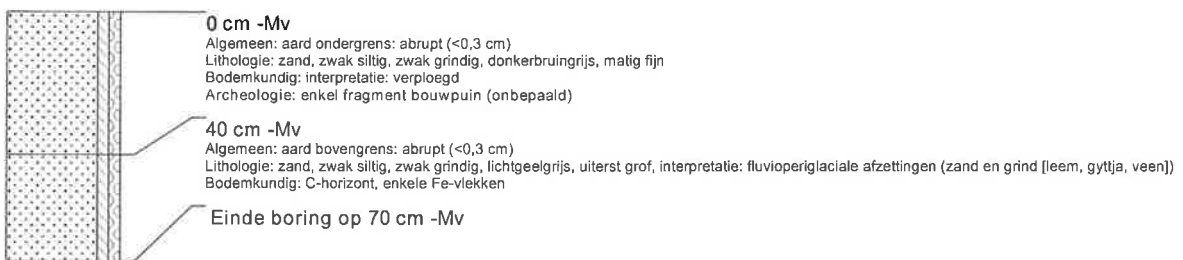 0 cm -Mv
Algemeen: aard ondergrens: abrupt (<0,3 cm)
Lithologie: zand, zwak siltig, zwak grindig, donkerbruingrijs, matig fijn
Bodemkundig: interpretatie: verploegd
Archeologie: enkel fragment bouwpuin (onbepaald)
40 cm -Mv
Algemeen: aard bovengrens: abrupt (<0,3 cm)
Lithologie: zand, zwak siltig, zwak grindig, lichtgeelgrijs, uiterst grof, interpretatie: fluvioperiglaciale afzettingen (zand en grind [leem, gyttja, veen])
Bodemkundig: C-horizont, enkele Fe-vlekken
Einde boring op 70 cm -Mv